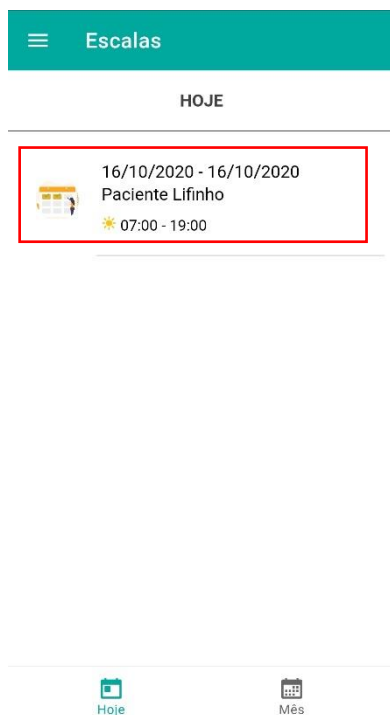 Escalas
HOJE
16/10/2020 - 16/10/2020
Paciente Lifinho
07:00 - 19:00
Hoje
Mês